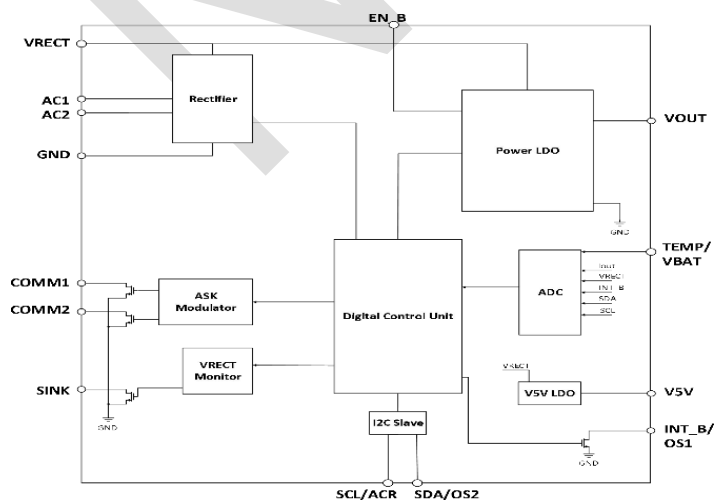 EN_B
VRECT
Rectifier
AC1
AC2
GND
Power LDO
VOUT
GND
TEMP/
VBAT
ADC
Iout
VRECT
INT_B
SDA
SCL
COMM1
COMM2
ASK
Modulator
Digital Control Unit
VRECT
Monitor
SINK
GND
VRECT
V5V LDO
V5V
I2C Slave
INT_B/
OS1
GND
SCL/ACR
SDA/OS2